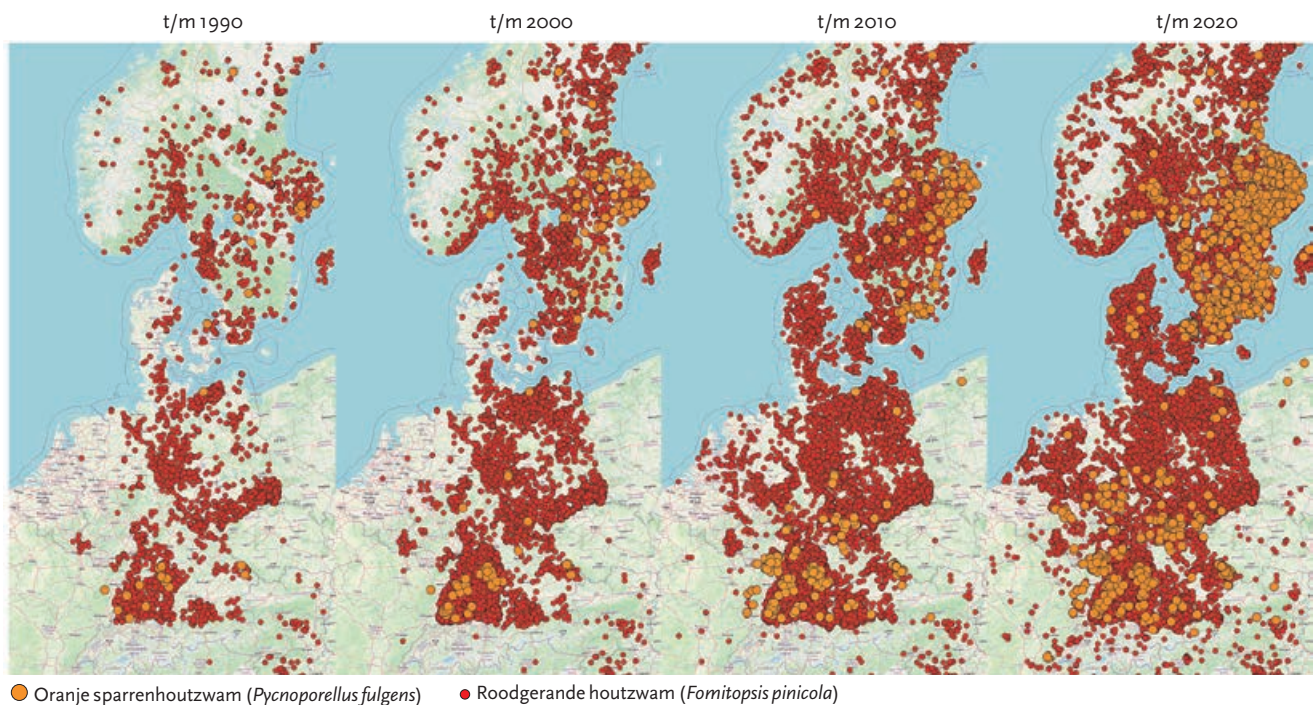 t/m 1990
t/m 2000
t/m 2010
t/m 2020
Oranje sparrenhoutzwam (Pycnoporellus fulgens)
Roodgerande houtzwam (Fomitopsis pinicola)